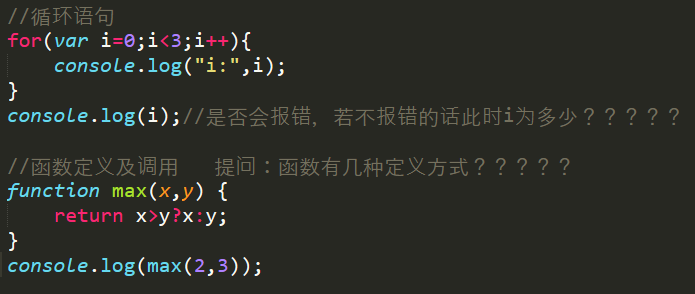 //循环语句
for(var i=0;i<3;i++){
    console.log("i:",i);
}
console.log(i);//是否会报错，若不报错的话此时i为多少？？？？？
//函数定义及调用   提问：函数有几种定义方式？？？？？
function max(x,y) {
    return x>y?x:y;
}
console.log(max(2,3));